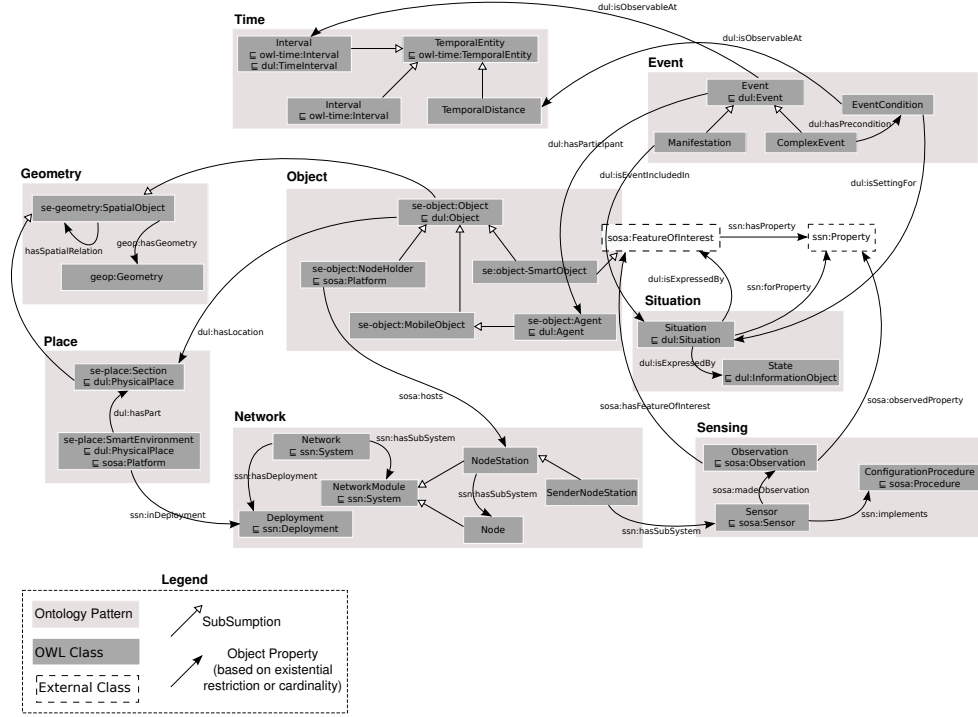 dul:isObservableAt
Time
Interval
⊑ owl-time:Interval
⊑ dul:TimeInterval
TemporalEntity
⊑ owl-time:TemporalEntity
Interval
⊑ owl-time:Interval
TemporalDistance
dul:isObservableAt
Event
Event
⊑ dul:Event
EventCondition
dul:hasPrecondition
Manifestation
ComplexEvent
dul:hasParticipant
dul:isEventIncludedIn
dul:isSettingFor
Geometry
se-geometry:SpatialObject
hasSpatialRelation
geop:hasGeometry
geop:Geometry
Object
se-object:Object
⊑ dul:Object
se-object:NodeHolder
⊑ sosa:Platform
se:object-SmartObject
se-object:MobileObject
se-object:Agent
⊑ dul:Agent
sosa:FeatureOfInterest
ssn:hasProperty
ssn:Property
dul:isExpressedBy
ssn:forProperty
Situation
Situation
⊑ dul:Situation
dul:isExpressedBy
State
⊑ dul:InformationObject
dul:hasLocation
Place
se-place:Section
⊑ dul:PhysicalPlace
dul:hasPart
se-place:SmartEnvironment
⊑ dul:PhysicalPlace
⊑ sosa:Platform
ssn:inDeployment
sosa:hosts
sosa:hasFeatureOfInterest
sosa:observedProperty
Network
Network
⊑ ssn:System
ssn:hasSubSystem
ssn:hasDeployment
NetworkModule
⊑ ssn:System
NodeStation
ssn:hasSubSystem
SenderNodeStation
Deployment
⊑ ssn:Deployment
Node
ssn:hasSubSystem
Sensing
Observation
⊑ sosa:Observation
ConfigurationProcedure
⊑ sosa:Procedure
sosa:madeObservation
Sensor
⊑ sosa:Sensor
ssn:implements
Legend
Ontology Pattern
SubSumption
OWL Class
Object Property
(based on existential
restriction or cardinality)
External Class